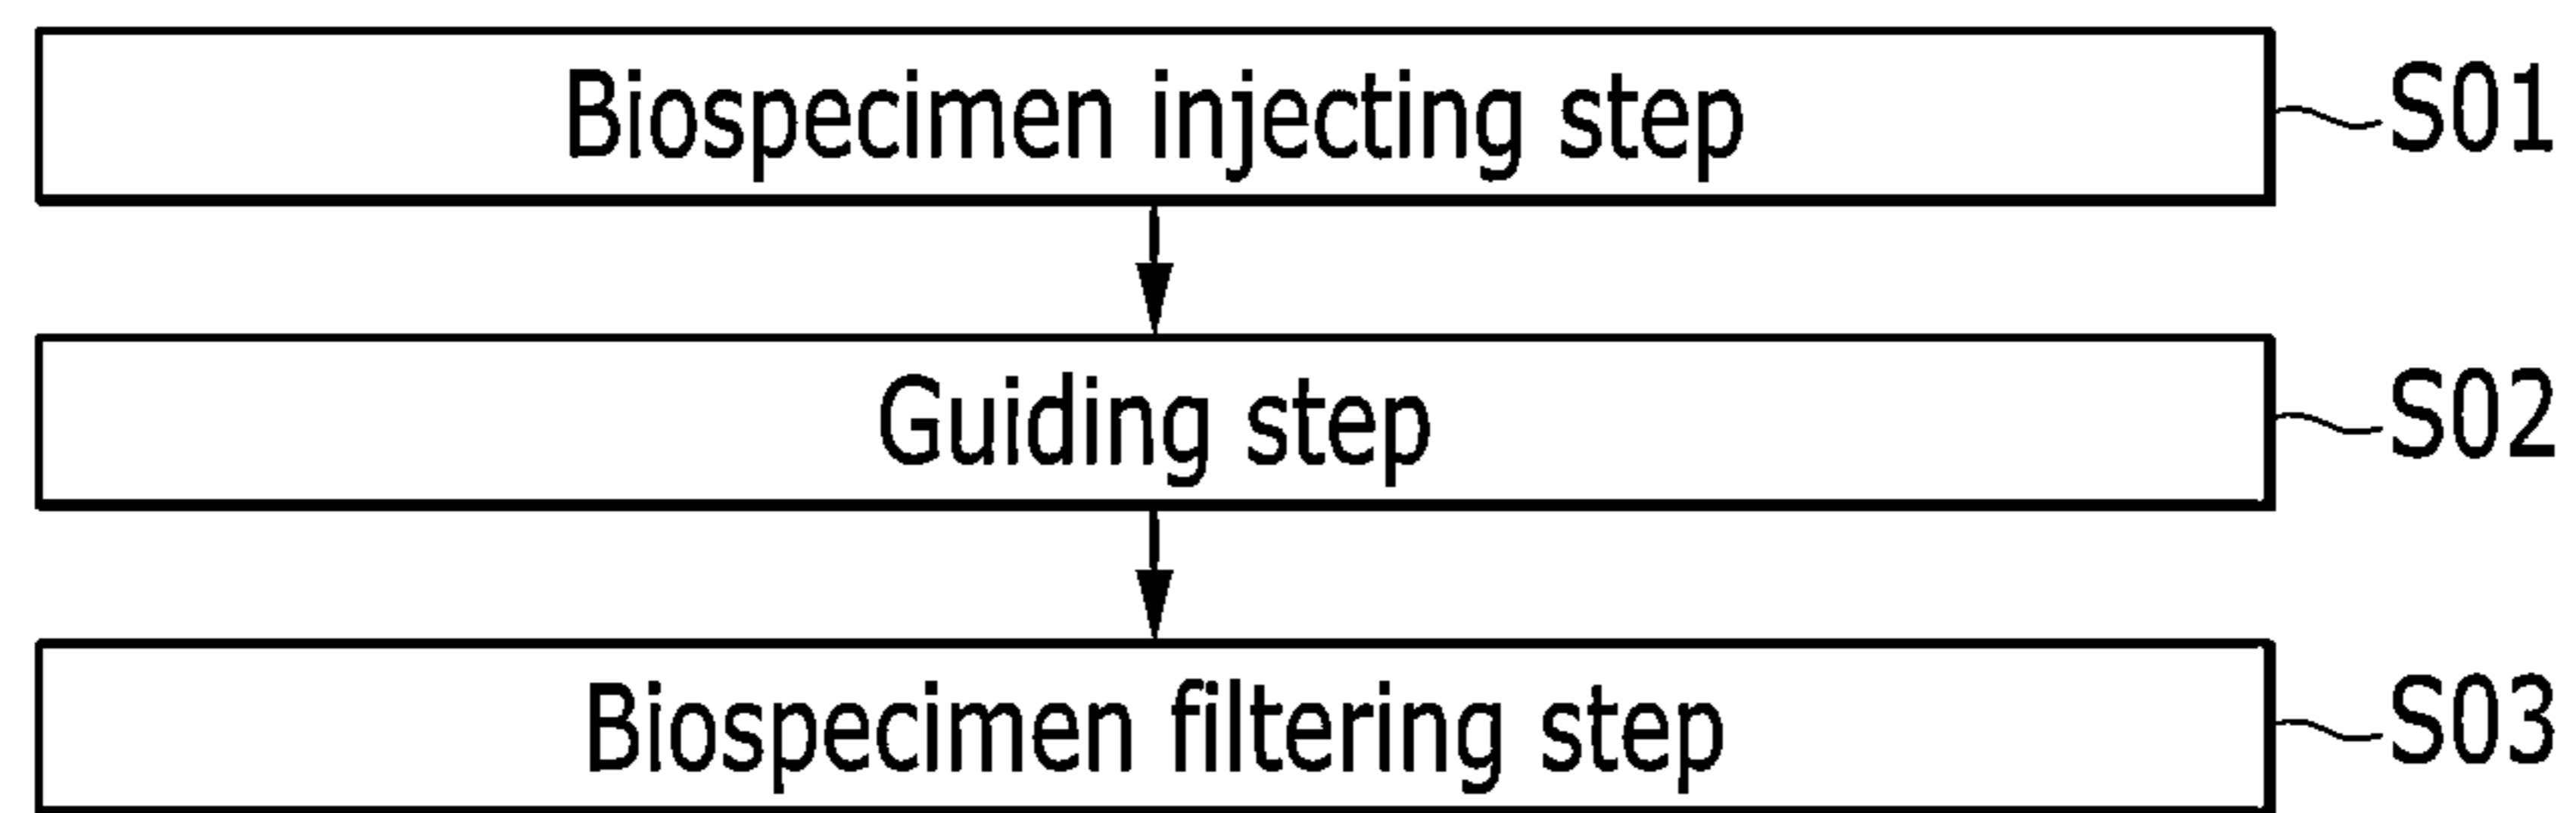 Biospecimen injecting step S01
Guiding step S02
Biospecimen filtering step S03